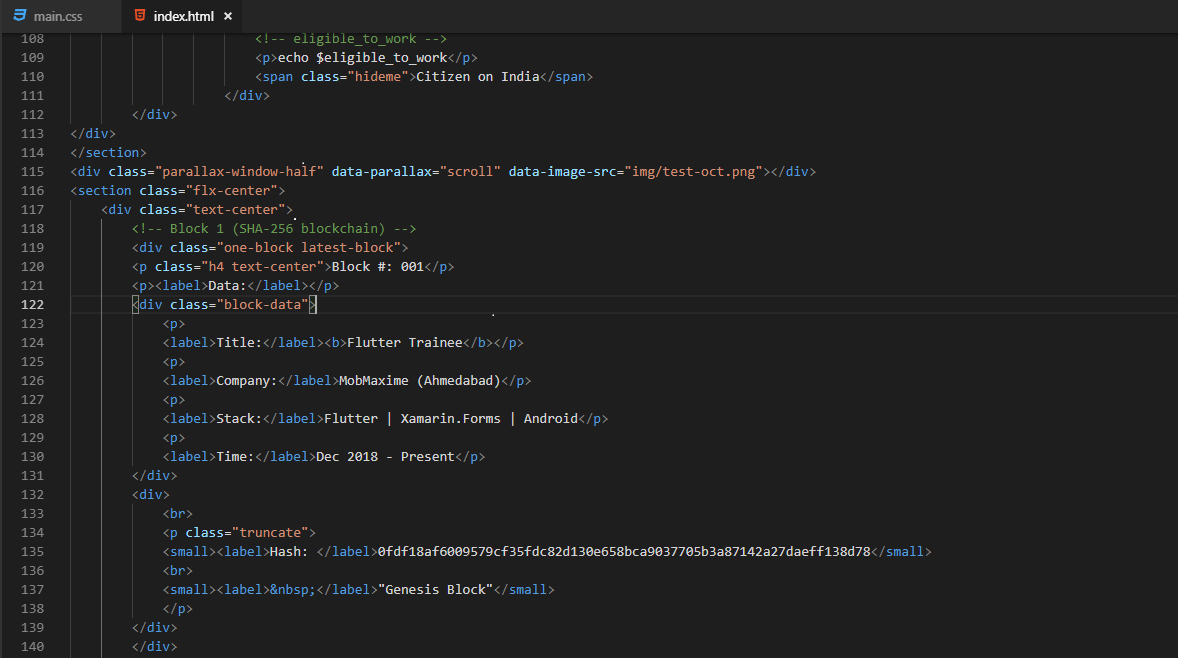 main.css index.html ×
108 <!-- eligible_to_work -->
109 <p>echo $eligible_to_work</p>
110 <span class="hideme">Citizen on India</span>
111 </div>
112 </div>
113 </div>
114 </section>
115 <div class="parallax-window-half" data-parallax="scroll" data-image-src="img/test-oct.png"></div>
116 <section class="flx-center">
117 <div class="text-center">
118 <!-- Block 1 (SHA-256 blockchain) -->
119 <div class="one-block latest-block">
120 <p class="h4 text-center">Block #: 001</p>
121 <p><label>Data:</label></p>
122 <div class="block-data">
123 <p>
124 <label>Title:</label><b>Flutter Trainee</b></p>
125 <p>
126 <label>Company:</label>MobMaxime (Ahmedabad)</p>
127 <p>
128 <label>Stack:</label>Flutter | Xamarin.Forms | Android</p>
129 <p>
130 <label>Time:</label>Dec 2018 - Present</p>
131 </div>
132 <div>
133 <br>
134 <p class="truncate">
135 <small><label>Hash: </label>0fdf18af6009579cf35fdc82d130e658bca9037705b3a87142a27daeff138d78</small>
136 <br>
137 <small><label>&nbsp;</label>"Genesis Block"</small>
138 </p>
139 </div>
140 </div>